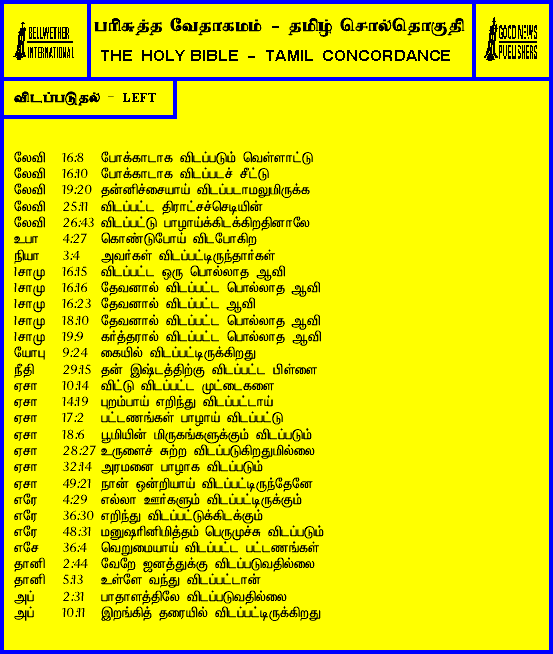 BELLWETHER
INTERNATIONAL
பரிசுத்த வேதாகமம் - தமிழ் சொல்தொகுதி
THE HOLY BIBLE - TAMIL CONCORDANCE
GOOD NEWS
PUBLISHERS
விடப்படுதல் - LEFT
லேவி 16:8 போக்காடாக விடப்படும் வெள்ளாட்டு
லேவி 16:10 போக்காடாக விடப்படச் சீட்டு
லேவி 19:20 தன்னிச்சையாய் விடப்படாமலுமிருக்க
லேவி 25:11 விடப்பட்ட திராட்சச்செடியின்
லேவி 26:43 விடப்பட்டு பாழாய்க்கிடக்கிறதினாலே
உபா 4:27 கொண்டுபோய் விடபோகிற
நியா 3:4 அவர்கள் விடப்பட்டிருந்தார்கள்
1சாமு 16:15 விடப்பட்ட ஒரு பொல்லாத ஆவி
1சாமு 16:16 தேவனால் விடப்பட்ட பொல்லாத ஆவி
1சாமு 16:23 தேவனால் விடப்பட்ட ஆவி
1சாமு 18:10 தேவனால் விடப்பட்ட பொல்லாத ஆவி
1சாமு 19:9 கர்த்தரால் விடப்பட்ட பொல்லாத ஆவி
யோபு 9:24 கையில் விடப்பட்டிருக்கிறது
நீதி 29:15 தன் இஷ்டத்திற்கு விடப்பட்ட பிள்ளை
ஏசா 10:14 விட்டு விடப்பட்ட முட்டைகளை
ஏசா 14:19 புறம்பாய் எறிந்து விடப்பட்டாய்
ஏசா 17:2 பட்டணங்கள் பாழாய் விடப்பட்டு
ஏசா 18:6 பூமியின் மிருகங்களுக்கும் விடப்படும்
ஏசா 28:27 உருளைச் சுற்ற விடப்படுகிறதுமில்லை
ஏசா 32:14 அரமனை பாழாக விடப்படும்
ஏசா 49:21 நான் ஒன்றியாய் விடப்பட்டிருந்தேனே
எரே 4:29 எல்லா ஊர்களும் விடப்பட்டிருக்கும்
எரே 36:30 எறிந்து விடப்பட்டுக்கிடக்கும்
எரே 48:31 மனுஷரினிமித்தம் பெருமூச்சு விடப்படும்
எசே 36:4 வெறுமையாய் விடப்பட்ட பட்டணங்கள்
தானி 2:44 வேறே ஜனத்துக்கு விடப்படுவதில்லை
தானி 5:13 உள்ளே வந்து விடப்பட்டான்
அப் 2:31 பாதாளத்திலே விடப்படுவதில்லை
அப் 10:11 இறங்கித் தரையில் விடப்பட்டிருக்கிறது